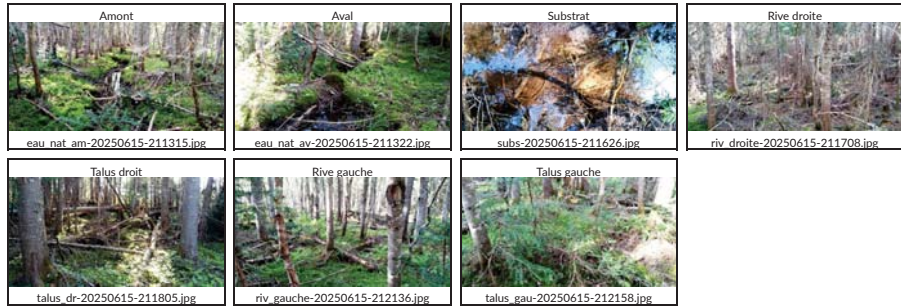 Amont
Aval
Substrat
Rive droite
eau_nat_am-20250615-211315.jpg
eau_nat_av-20250615-211322.jpg
subs-20250615-211626.jpg
riv_droite-20250615-211708.jpg
Talus droit
Rive gauche
Talus gauche
talus_dr-20250615-211805.jpg
riv_gauche-20250615-212136.jpg
talus_gau-20250615-212158.jpg